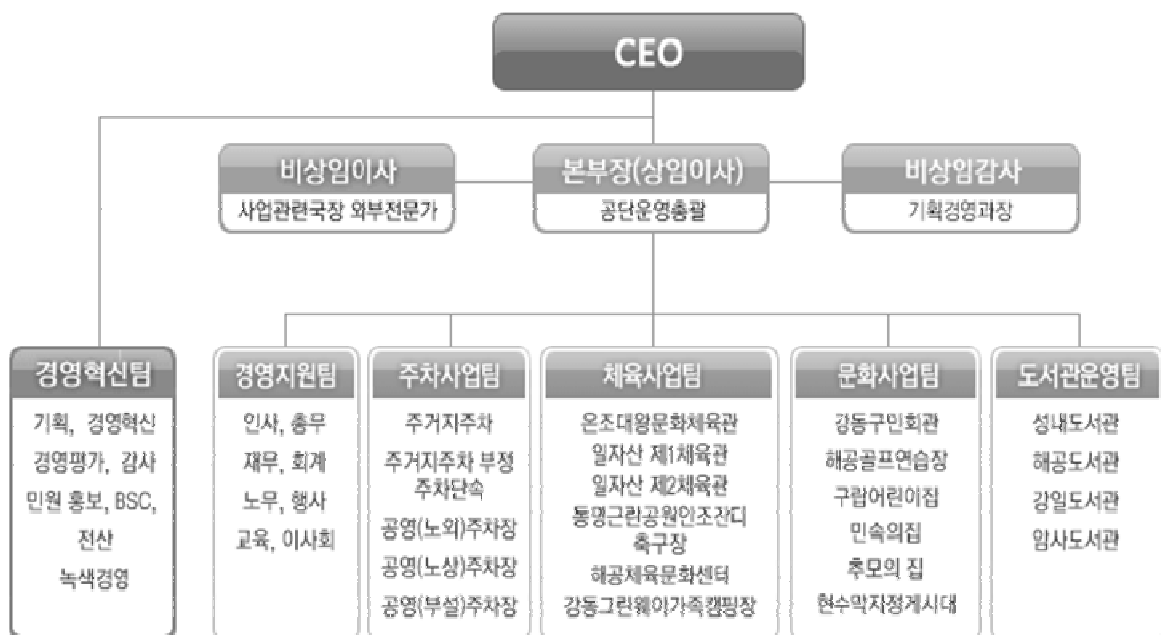 CEO
비상임이사
사업관련국장 외부전문가
본부장(상임이사)
공단운영총괄
비상임감사
기획경영과장
경영혁신팀
기획, 경영혁신
경영평가, 감사
민원 홍보, BSC,
전산
녹색경영
경영지원팀
인사, 총무
재무, 회계
노무, 행사
교육, 이사회
주차사업팀
주거지주차
주거지주차 부정
주차단속
공영(노외)주차장
공영(노상)주차장
공영(부설)주차장
체육사업팀
온조대왕문화체육관
일자산 제1체육관
일자산 제2체육관
통명근린공원인조잔디
축구장
해공체육문화센터
강동그린웨이가족캠핑장
문화사업팀
강동구민회관
해공골프연습장
구립어린이집
민속의집
추모의 집
현수막지정게시대
도서관운영팀
성내도서관
해공도서관
강일도서관
암사도서관